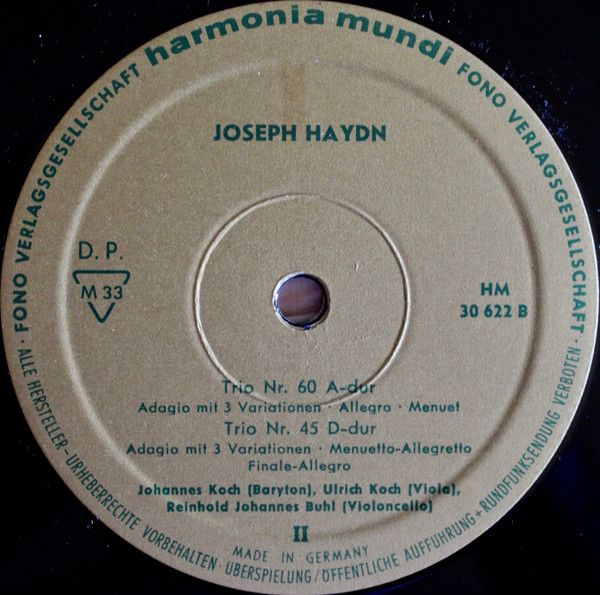 FONO VERLAGSGESELLSCHAFT harmonia mundi FONO VERLAGSGESELLSCHAFT ·
JOSEPH HAYDN
D. P.
M 33
HM
30 622 B
Trio Nr. 60 A-dur
Adagio mit 3 Variationen · Allegro · Menuet
Trio Nr. 45 D-dur
Adagio mit 3 Variationen · Menuetto-Allegretto
Finale-Allegro
Johannes Koch (Baryton), Ulrich Koch (Viola),
Reinhold Johannes Buhl (Violoncello)
II
MADE IN GERMANY
· ALLE HERSTELLER- URHEBERRECHTE VORBEHALTEN · ÜBERSPIELUNG/ÖFFENTLICHE AUFFÜHRUNG + RUNDFUNKSENDUNG VERBOTEN ·